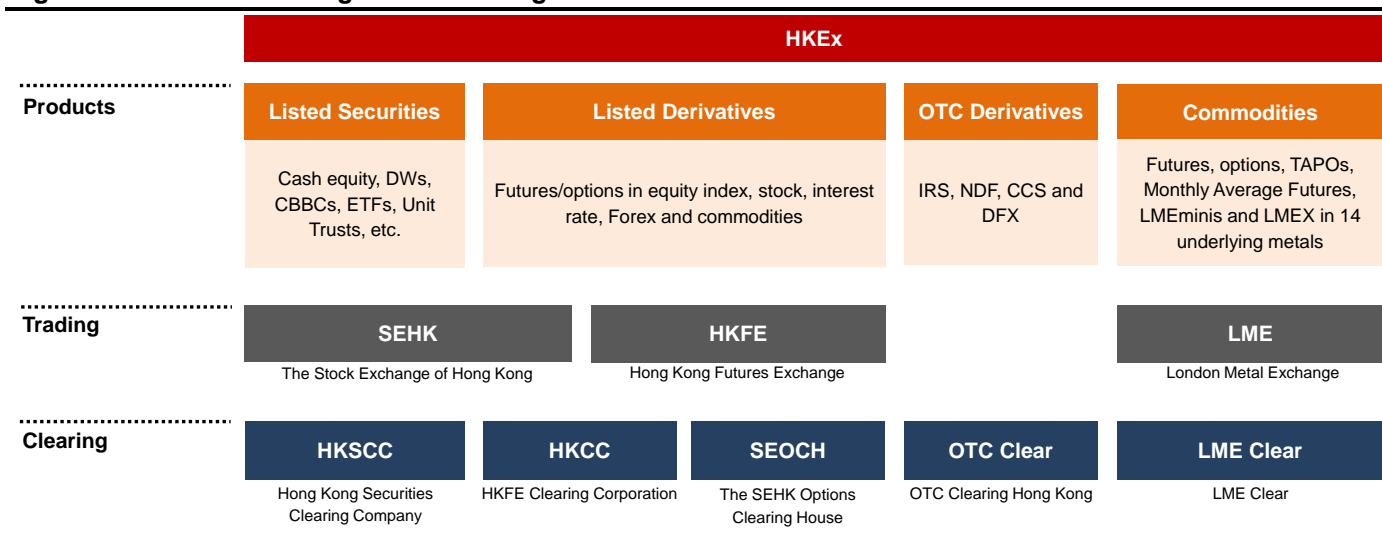 HKEx
Products
Listed Securities
Listed Derivatives
OTC Derivatives
Commodities
Cash equity, DWs,
CBBCs, ETFs, Unit
Trusts, etc.
Futures/options in equity index, stock, interest
rate, Forex and commodities
IRS, NDF, CCS and
DFX
Futures, options, TAPOs,
Monthly Average Futures,
LMEminis and LMEX in 14
underlying metals
Trading
SEHK
HKFE
LME
The Stock Exchange of Hong Kong
Hong Kong Futures Exchange
London Metal Exchange
Clearing
HKSCC
HKCC
SEOCH
OTC Clear
LME Clear
Hong Kong Securities
Clearing Company
HKFE Clearing Corporation
The SEHK Options
Clearing House
OTC Clearing Hong Kong
LME Clear